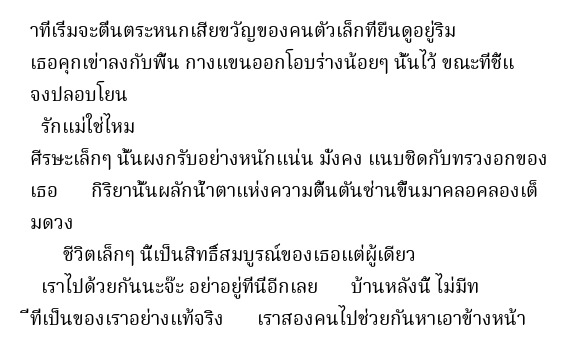 าที่เริ่มจะตื่นตระหนกเสียขวัญของคนตัวเล็กที่ยืนดูอยู่ริม
เธอคุกเข่าลงกับพื้น กางแขนออกโอบร่างน้อยๆ นั้นไว้ ขณะที่ชี้แ
จงปลอบโยน
รักแม่ใช่ไหม
ศีรษะเล็กๆ นั้นผงกรับอย่างหนักแน่น มั่งคง แนบชิดกับทรวงอกของ
เธอ กิริยานั้นผลักน้ำตาแห่งความตื้นตันซ่านขึ้นมาคลอคลองเต็
มดวง
ชีวิตเล็กๆ นี้เป็นสิทธิ์สมบูรณ์ของเธอแต่ผู้เดียว
เราไปด้วยกันนะจ๊ะ อย่าอยู่ที่นี่อีกเลย บ้านหลังนี้ ไม่มีท
ี่ที่เป็นของเราอย่างแท้จริง เราสองคนไปช่วยกันหาเอาข้างหน้า